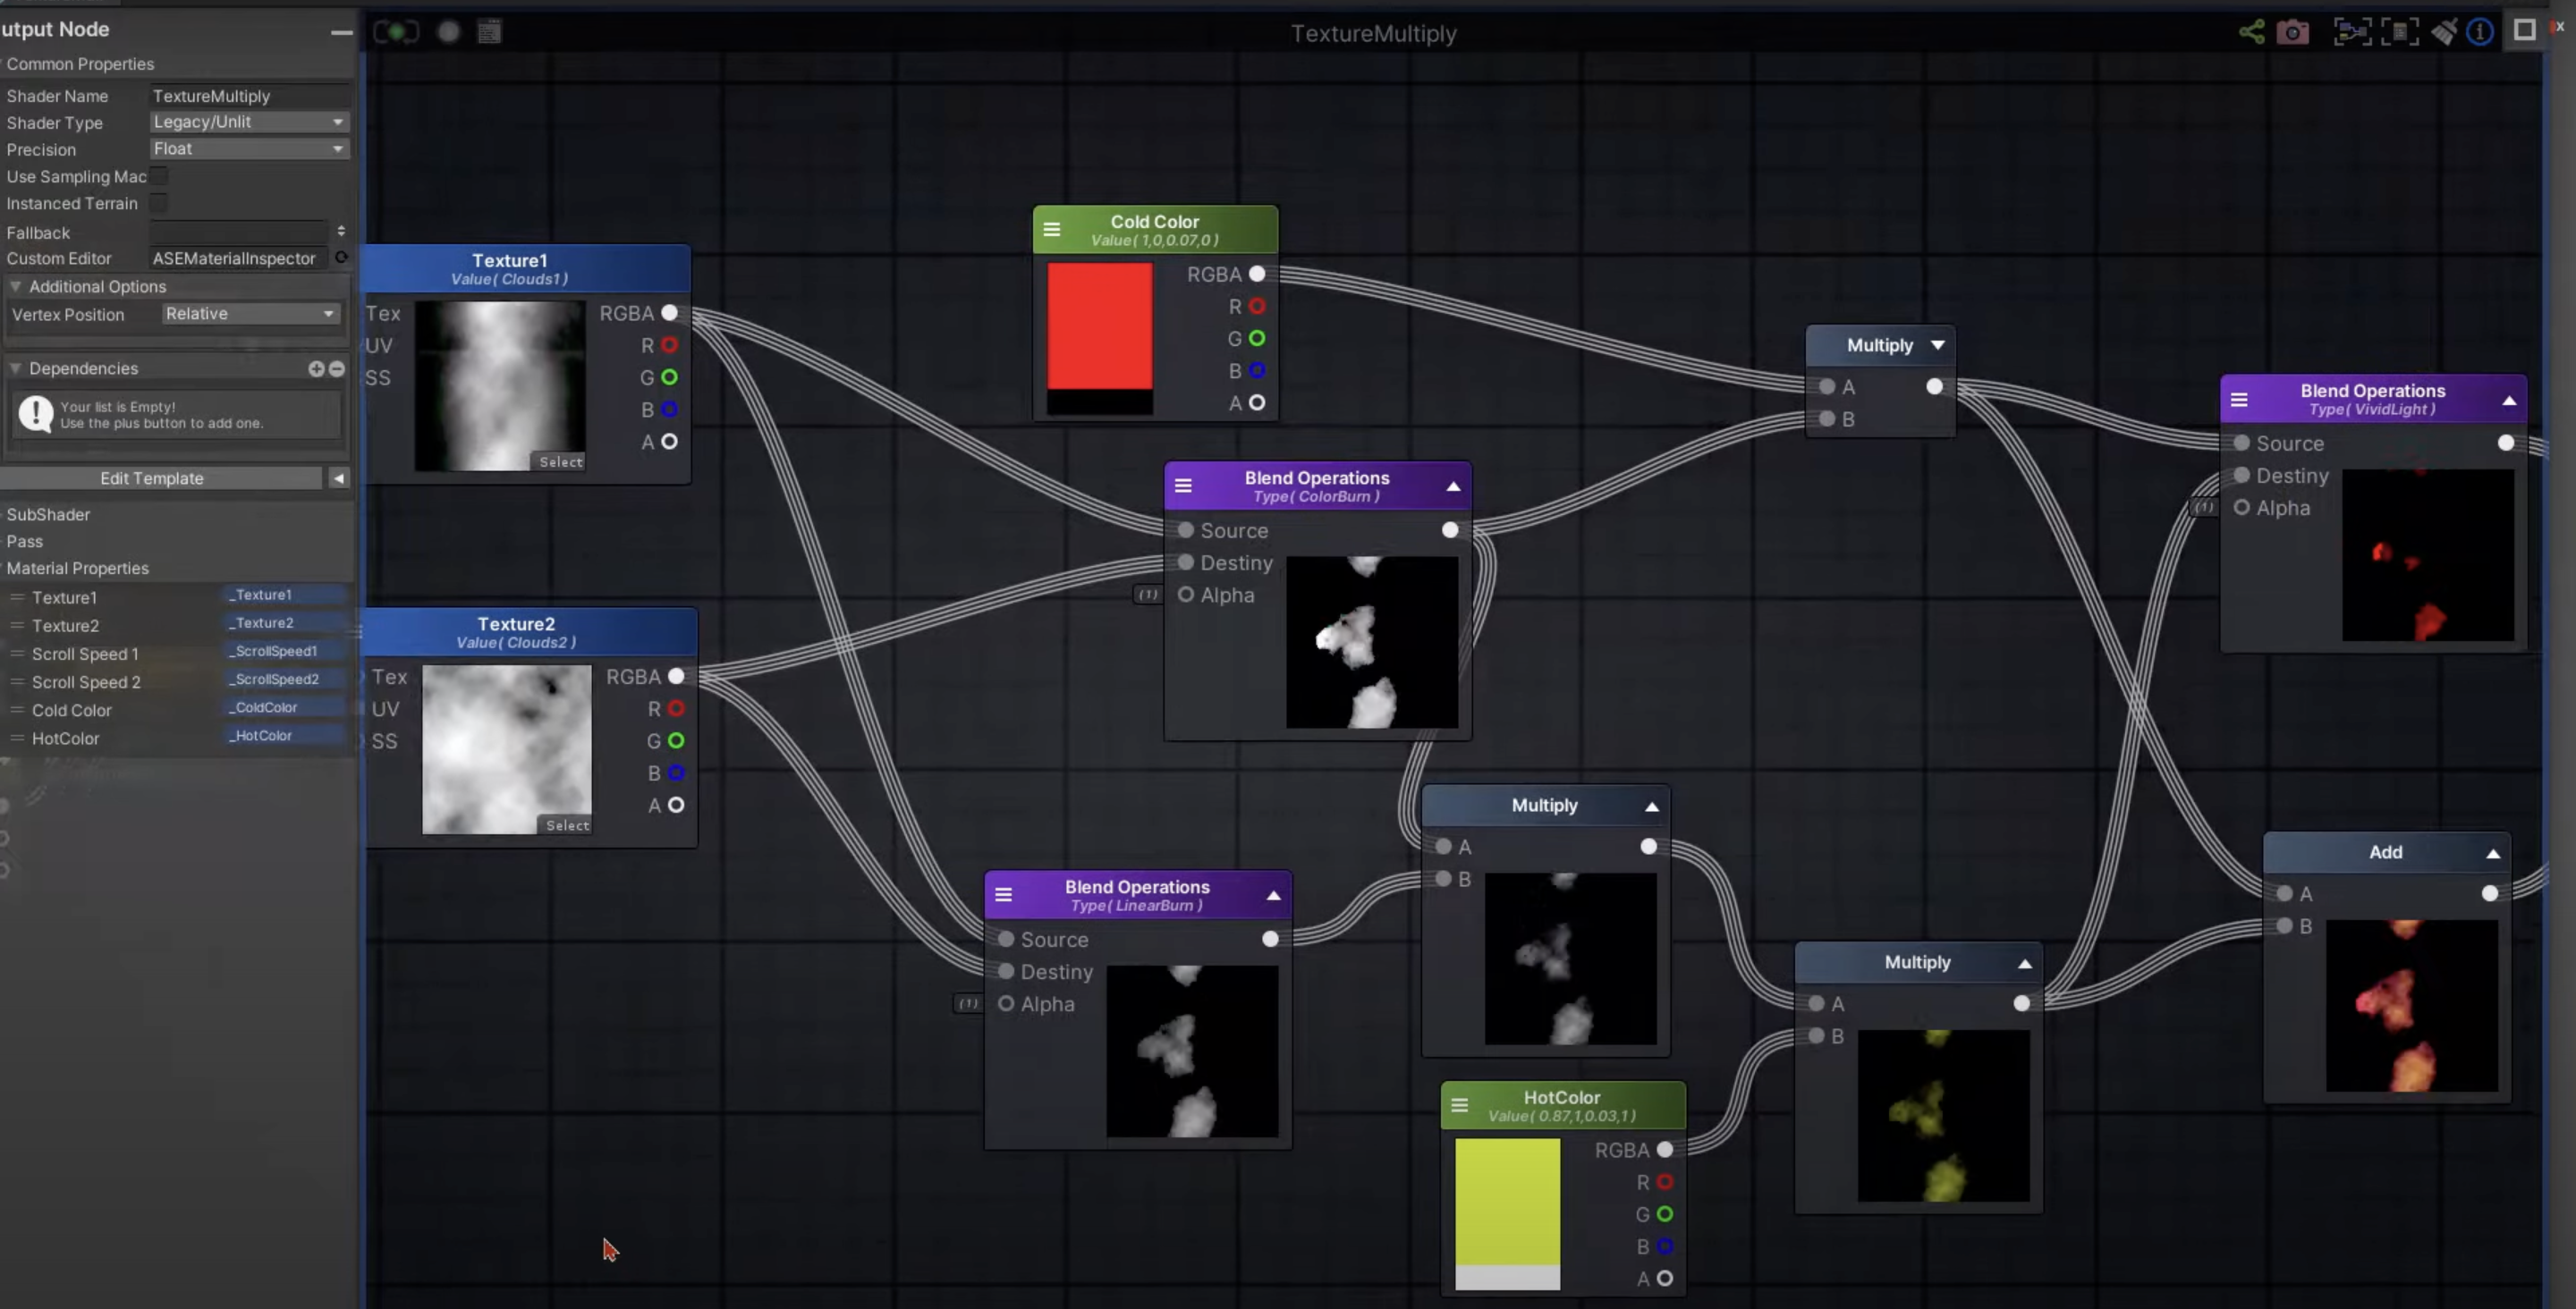 utput Node
Common Properties
Shader Name TextureMultiply
Shader Type Legacy/Unlit
Precision Float
Use Sampling Mac
Instanced Terrain
Fallback
Custom Editor ASEMaterialInspector
Additional Options
Vertex Position Relative
Dependencies
Your list is Empty!
Use the plus button to add one.
Edit Template
SubShader
Pass
Material Properties
Texture1 _Texture1
Texture2 _Texture2
Scroll Speed 1 _ScrollSpeed1
Scroll Speed 2 _ScrollSpeed2
Cold Color _ColdColor
HotColor _HotColor
TextureMultiply
Texture1
Value( Clouds1 )
Tex
UV
SS
RGBA
R
G
B
A
Select
Texture2
Value( Clouds2 )
Tex
UV
SS
RGBA
R
G
B
A
Select
Cold Color
Value( 1,0,0.07,0 )
RGBA
R
G
B
A
Blend Operations
Type( ColorBurn )
Source
Destiny
(1) Alpha
Blend Operations
Type( LinearBurn )
Source
Destiny
(1) Alpha
Multiply
A
B
Multiply
A
B
HotColor
Value( 0.87,1,0.03,1 )
RGBA
R
G
B
A
Multiply
A
B
Blend Operations
Type( VividLight )
Source
Destiny
(1) Alpha
Add
A
B